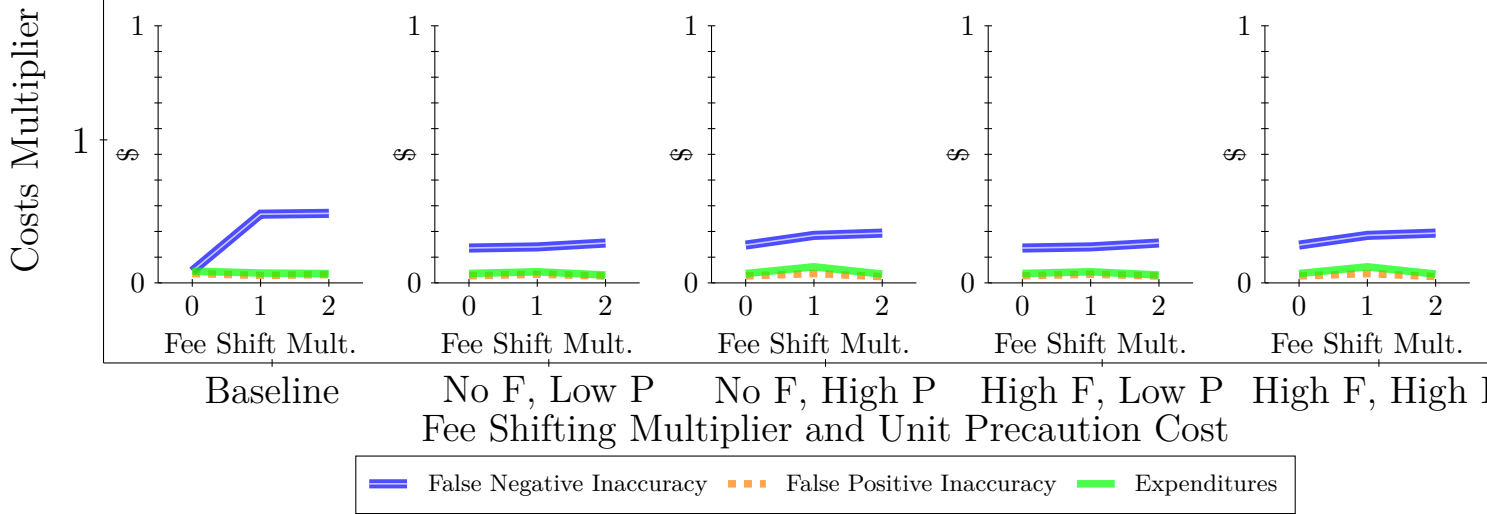 Costs Multiplier
1
1
$
0
0 1 2
Fee Shift Mult.
1
$
0
0 1 2
Fee Shift Mult.
1
$
0
0 1 2
Fee Shift Mult.
1
$
0
0 1 2
Fee Shift Mult.
1
$
0
0 1 2
Fee Shift Mult.
Baseline
No F, Low P
No F, High P
High F, Low P
High F, High
Fee Shifting Multiplier and Unit Precaution Cost
False Negative Inaccuracy False Positive Inaccuracy Expenditures